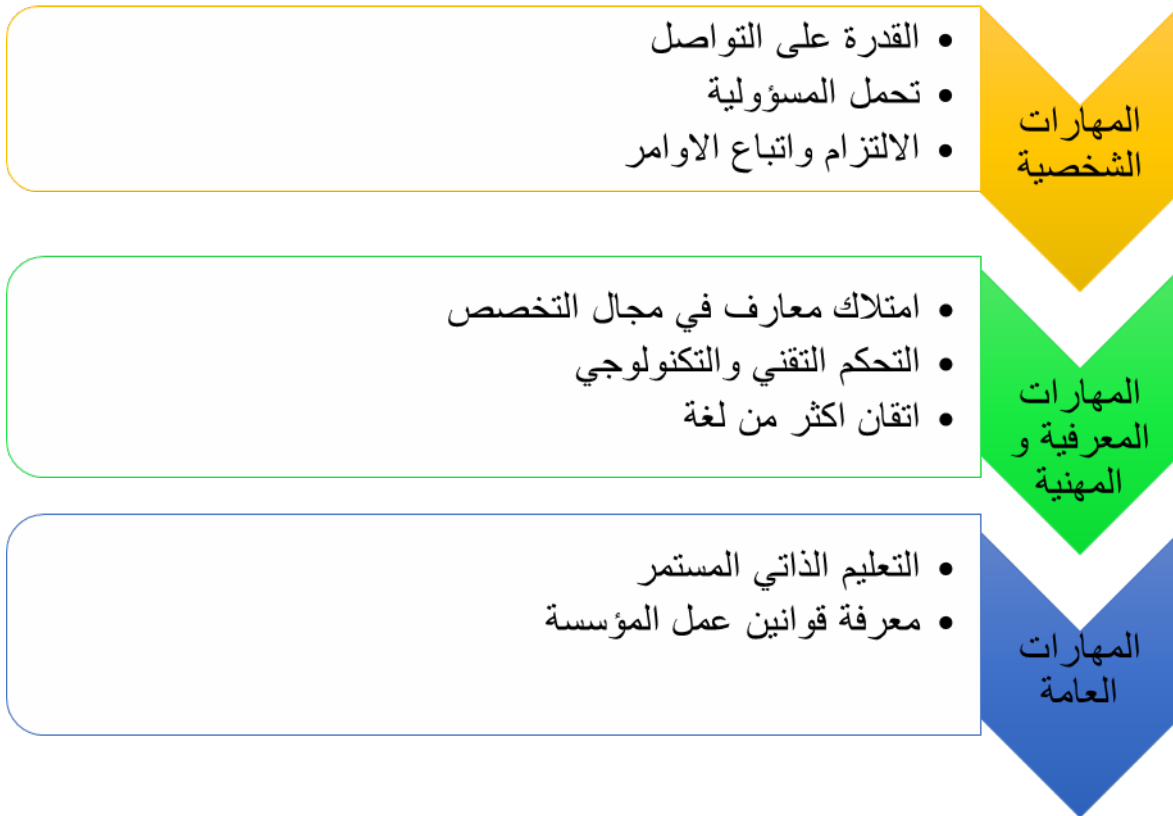 المهارات
الشخصية
• القدرة على التواصل
• تحمل المسؤولية
• الالتزام واتباع الاوامر
المهارات
المعرفية و
المهنية
• امتلاك معارف في مجال التخصص
• التحكم التقني والتكنولوجي
• اتقان اكثر من لغة
المهارات
العامة
• التعليم الذاتي المستمر
• معرفة قوانين عمل المؤسسة